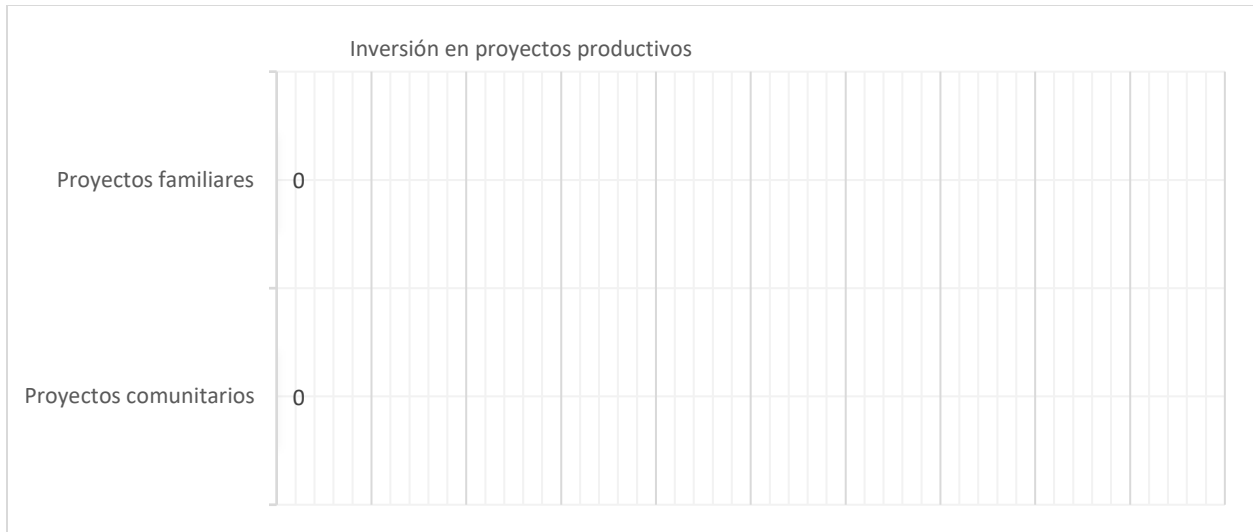 Inversión en proyectos productivos
Proyectos familiares 0
Proyectos comunitarios 0